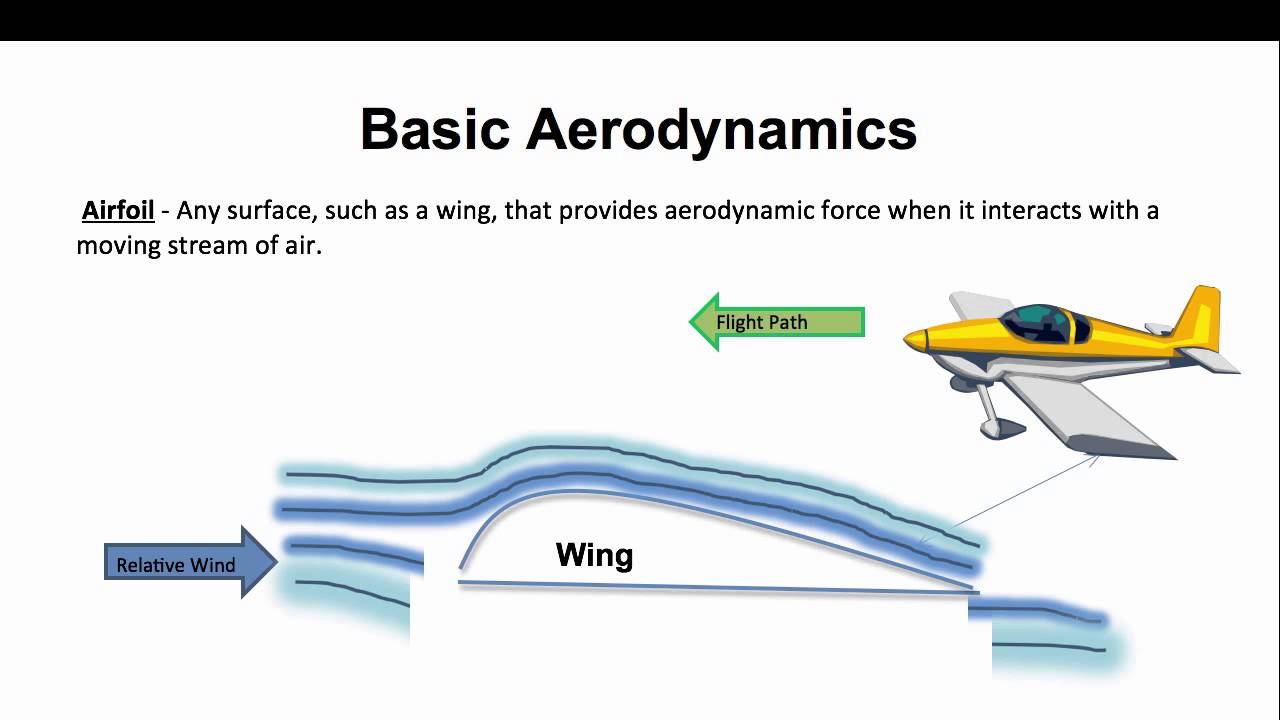 Basic Aerodynamics
Airfoil - Any surface, such as a wing, that provides aerodynamic force when it interacts with a
moving stream of air.
Flight Path
Wing
Relative Wind